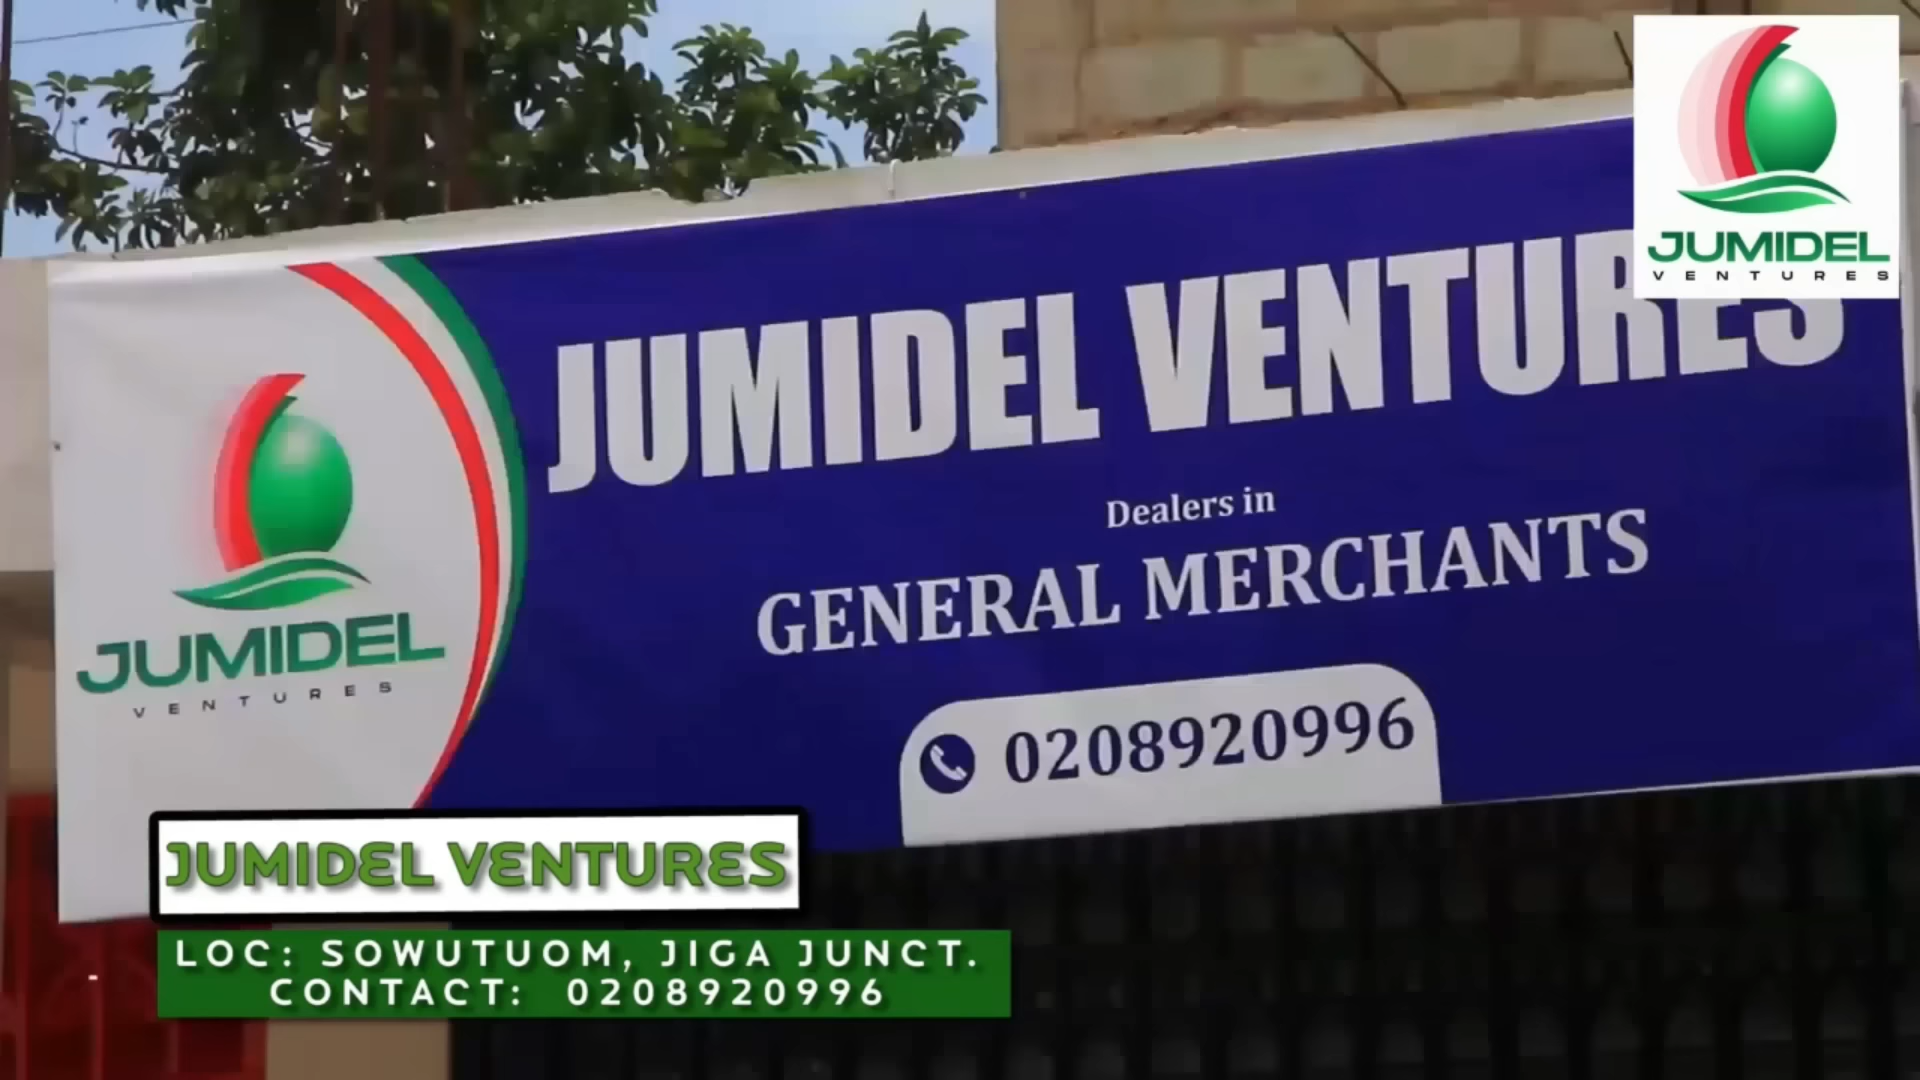 JUMIDEL
VENTURES
JUMIDEL VENTURES
Dealers in
GENERAL MERCHANTS
0208920996
JUMIDEL
VENTURES
JUMIDEL VENTURES
LOC: SOWUTUOM, JIGA JUNCT.
CONTACT: 0208920996